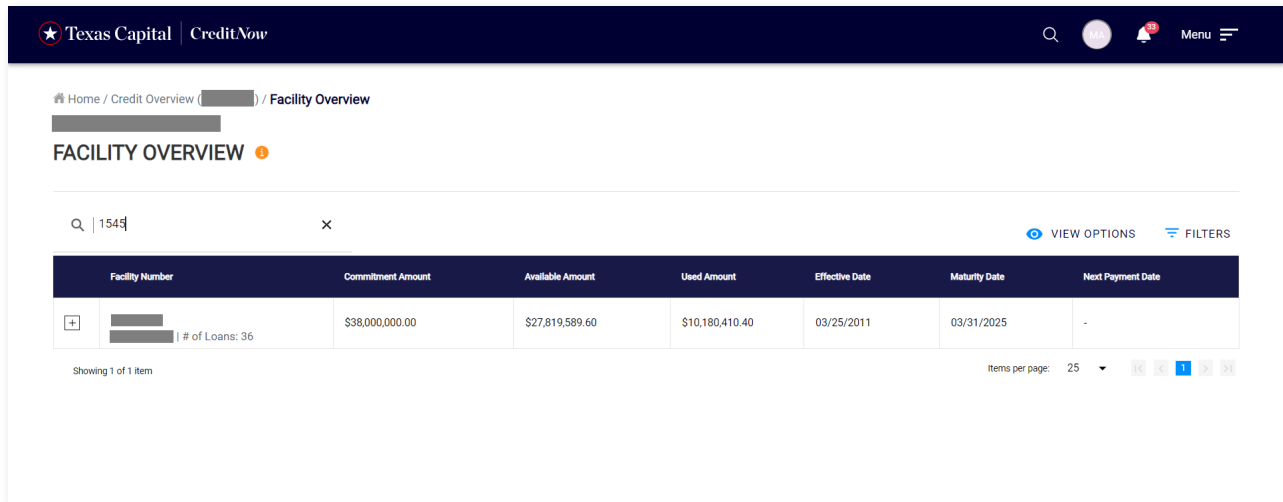 Texas Capital | CreditNow
MA
33
Menu
Home / Credit Overview ( ) / Facility Overview
FACILITY OVERVIEW i
1545 ×
VIEW OPTIONS FILTERS
Facility Number Commitment Amount Available Amount Used Amount Effective Date Maturity Date Next Payment Date
+ $38,000,000.00 $27,819,589.60 $10,180,410.40 03/25/2011 03/31/2025 -
| # of Loans: 36
Showing 1 of 1 item Items per page: 25 1